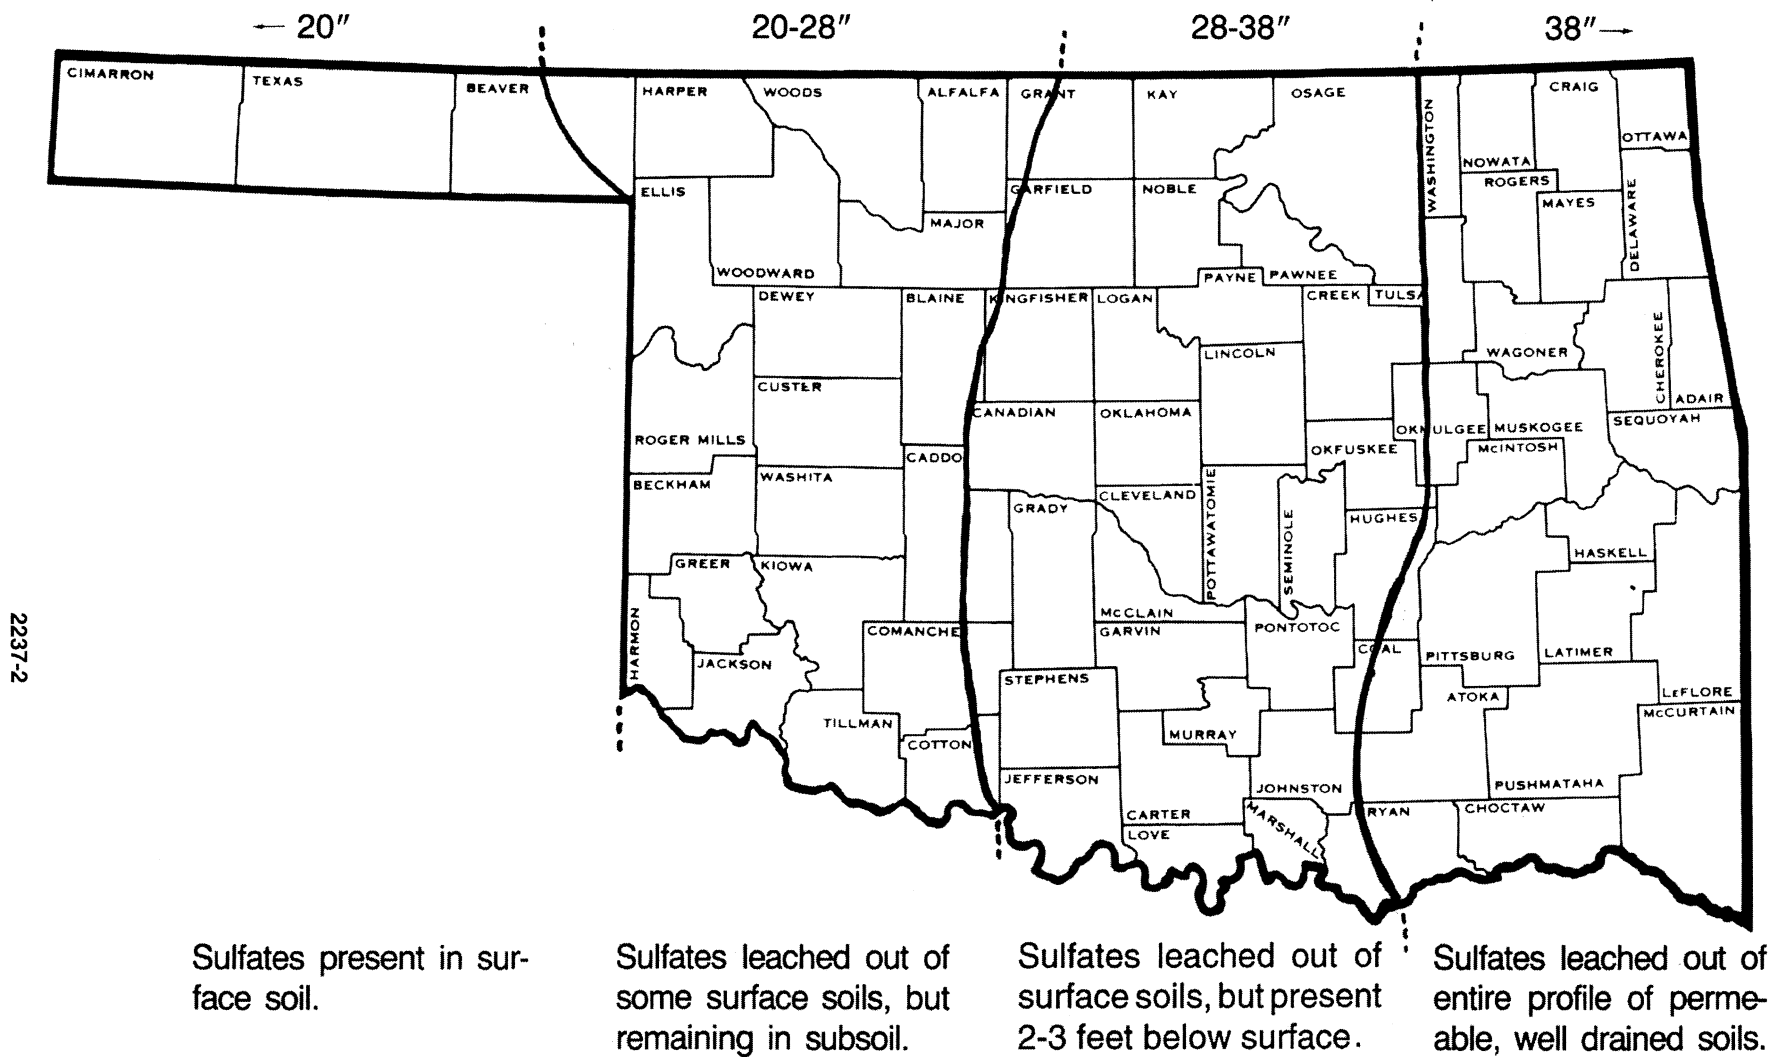 ← 20″ 20-28″ 28-38″ 38″ →
CIMARRON
TEXAS
BEAVER
HARPER
WOODS
ALFALFA
GRANT
KAY
OSAGE
WASHINGTON
NOWATA
CRAIG
OTTAWA
ROGERS
MAYES
DELAWARE
ELLIS
WOODWARD
MAJOR
GARFIELD
NOBLE
PAYNE
PAWNEE
DEWEY
BLAINE
KINGFISHER
LOGAN
CREEK
TULSA
LINCOLN
WAGONER
CHEROKEE
ADAIR
CUSTER
CANADIAN
OKLAHOMA
ROGER MILLS
CADDO
OKFUSKEE
OKMULGEE
MUSKOGEE
McINTOSH
SEQUOYAH
BECKHAM
WASHITA
GRADY
CLEVELAND
POTTAWATOMIE
SEMINOLE
HUGHES
HASKELL
GREER
KIOWA
HARMON
JACKSON
COMANCHE
McCLAIN
GARVIN
PONTOTOC
COAL
PITTSBURG
LATIMER
LeFLORE
STEPHENS
TILLMAN
COTTON
MURRAY
ATOKA
McCURTAIN
JEFFERSON
JOHNSTON
PUSHMATAHA
CARTER
LOVE
MARSHALL
RYAN
CHOCTAW
2237-2
Sulfates present in sur-
face soil.
Sulfates leached out of
some surface soils, but
remaining in subsoil.
Sulfates leached out of
surface soils, but present
2-3 feet below surface.
Sulfates leached out of
entire profile of perme-
able, well drained soils.